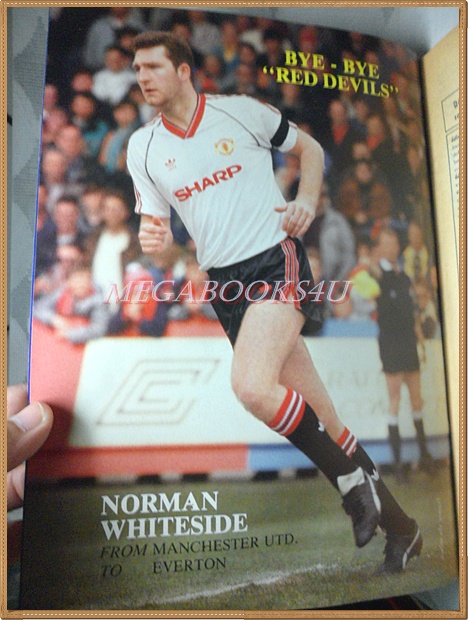 BYE - BYE
"RED DEVILS"
SHARP
MEGABOOKS4U
NORMAN
WHITESIDE
FROM MANCHESTER UTD.
TO EVERTON